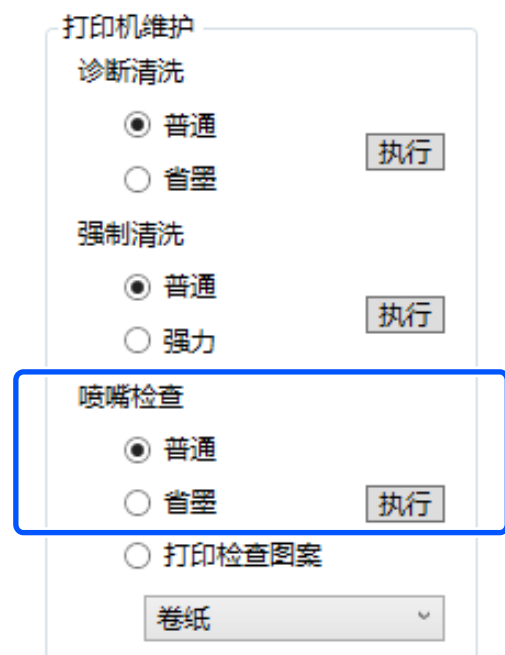 打印机维护
诊断清洗
普通
执行
省墨
强制清洗
普通
执行
强力
喷嘴检查
普通
省墨
执行
打印检查图案
卷纸